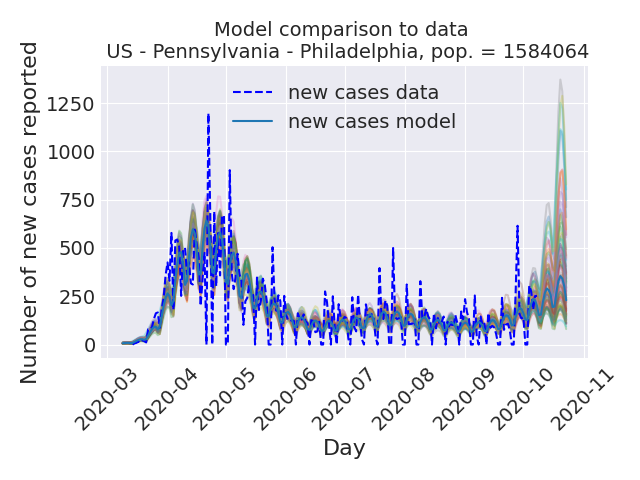 Model comparison to data
US - Pennsylvania - Philadelphia, pop. = 1584064
new cases data
new cases model
Number of new cases reported
1250
1000
750
500
250
0
2020-03
2020-04
2020-05
2020-06
2020-07
2020-08
2020-09
2020-10
2020-11
Day